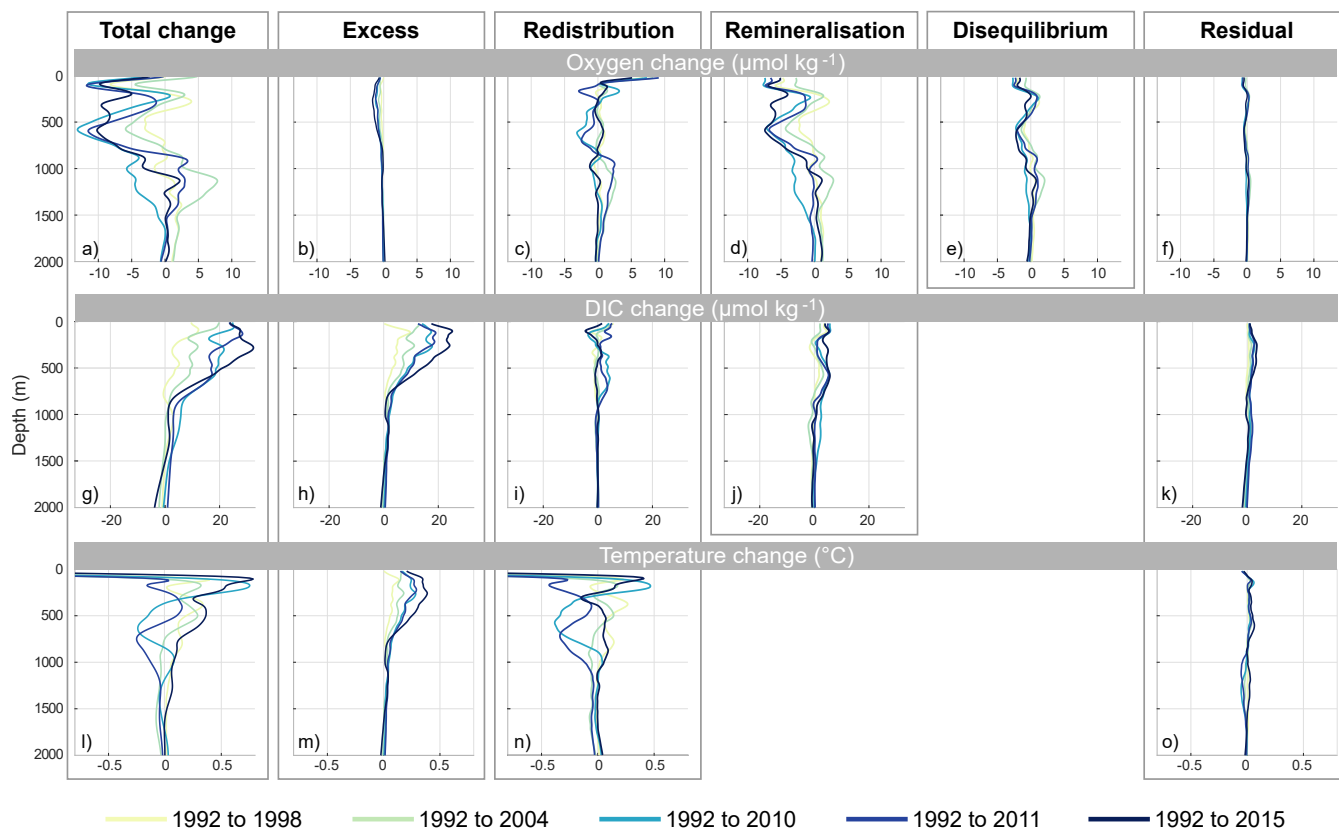 Total change Excess Redistribution Remineralisation Disequilibrium Residual
Oxygen change (µmol kg⁻¹)
0
500
1000
1500
2000
a) b) c) d) e) f)
-10 -5 0 5 10 -10 -5 0 5 10 -10 -5 0 5 10 -10 -5 0 5 10 -10 -5 0 5 10 -10 -5 0 5 10
DIC change (µmol kg⁻¹)
0
500
Depth (m)
1000
1500
2000
g) h) i) j) k)
-20 0 20 -20 0 20 -20 0 20 -20 0 20 -20 0 20
Temperature change (°C)
0
500
1000
1500
2000
l) m) n) o)
-0.5 0 0.5 -0.5 0 0.5 -0.5 0 0.5 -0.5 0 0.5
1992 to 1998 1992 to 2004 1992 to 2010 1992 to 2011 1992 to 2015